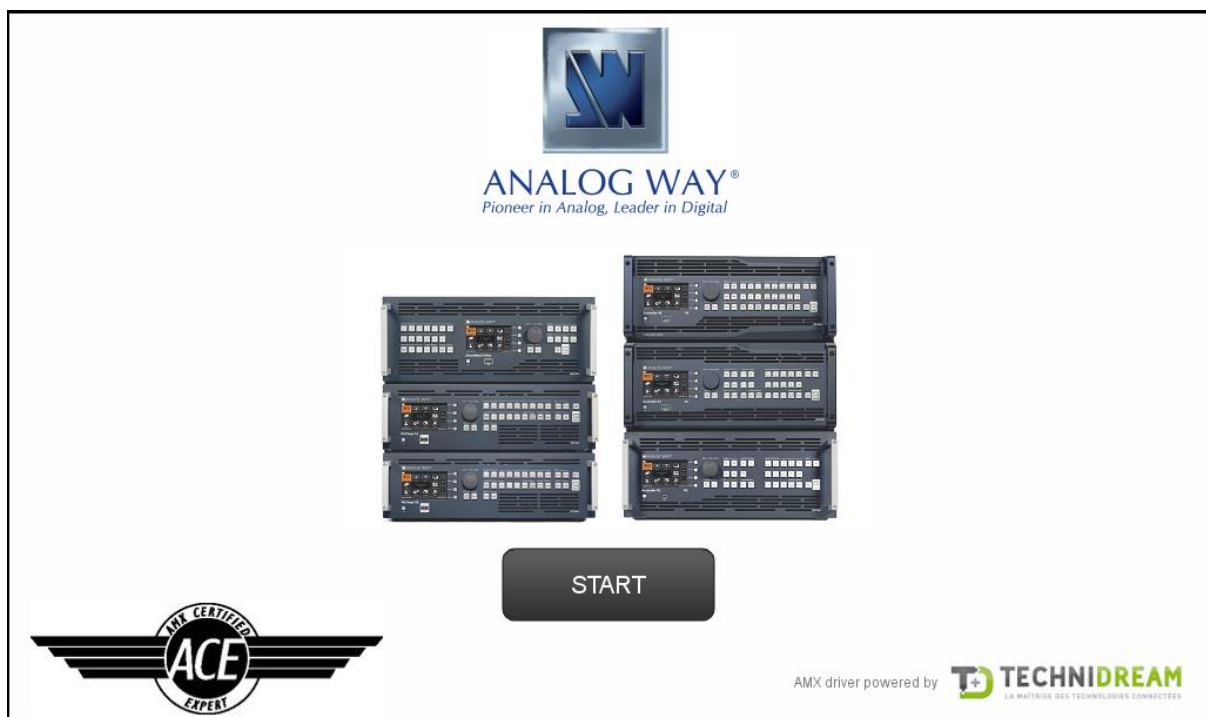 ANALOG WAY®
Pioneer in Analog, Leader in Digital
START
AMX CERTIFIED
ACE
EXPERT
AMX driver powered by
TECHNIDREAM
LA MAÎTRISE DES TECHNOLOGIES CONNECTÉES